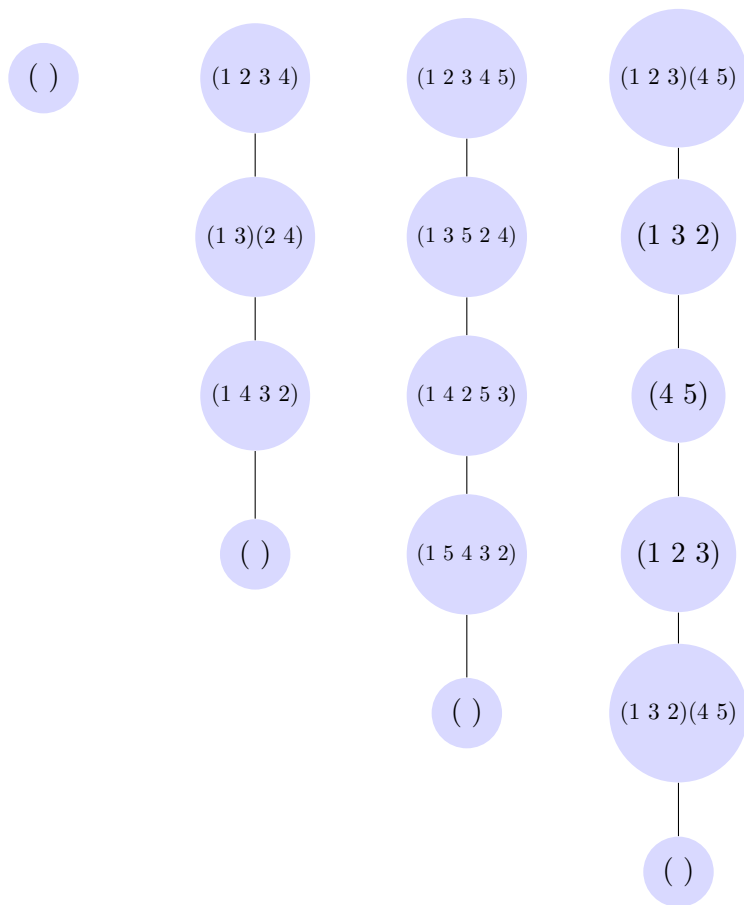 ( )
(1 2 3 4)
(1 2 3 4 5)
(1 2 3)(4 5)
(1 3)(2 4)
(1 3 5 2 4)
(1 3 2)
(1 4 3 2)
(1 4 2 5 3)
(4 5)
( )
(1 5 4 3 2)
(1 2 3)
( )
(1 3 2)(4 5)
( )